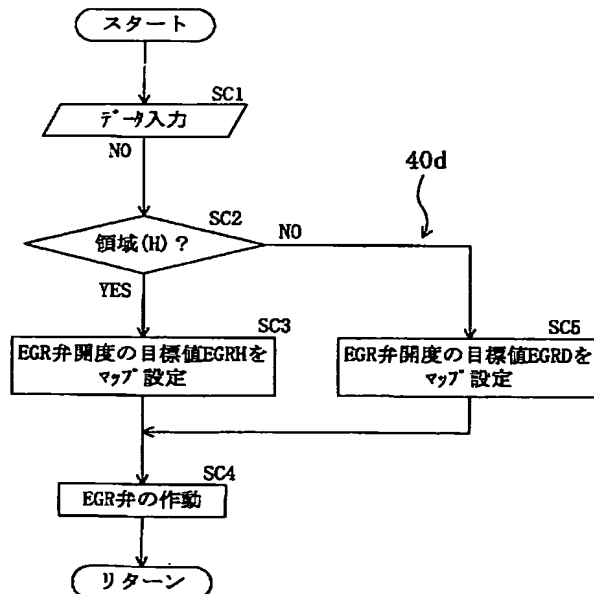 スタート
SC1
データ入力
NO
40d
SC2
領域(H)?
NO
YES
SC3
EGR弁開度の目標値EGRHを
マップ設定
SC5
EGR弁開度の目標値EGRDを
マップ設定
SC4
EGR弁の作動
リターン